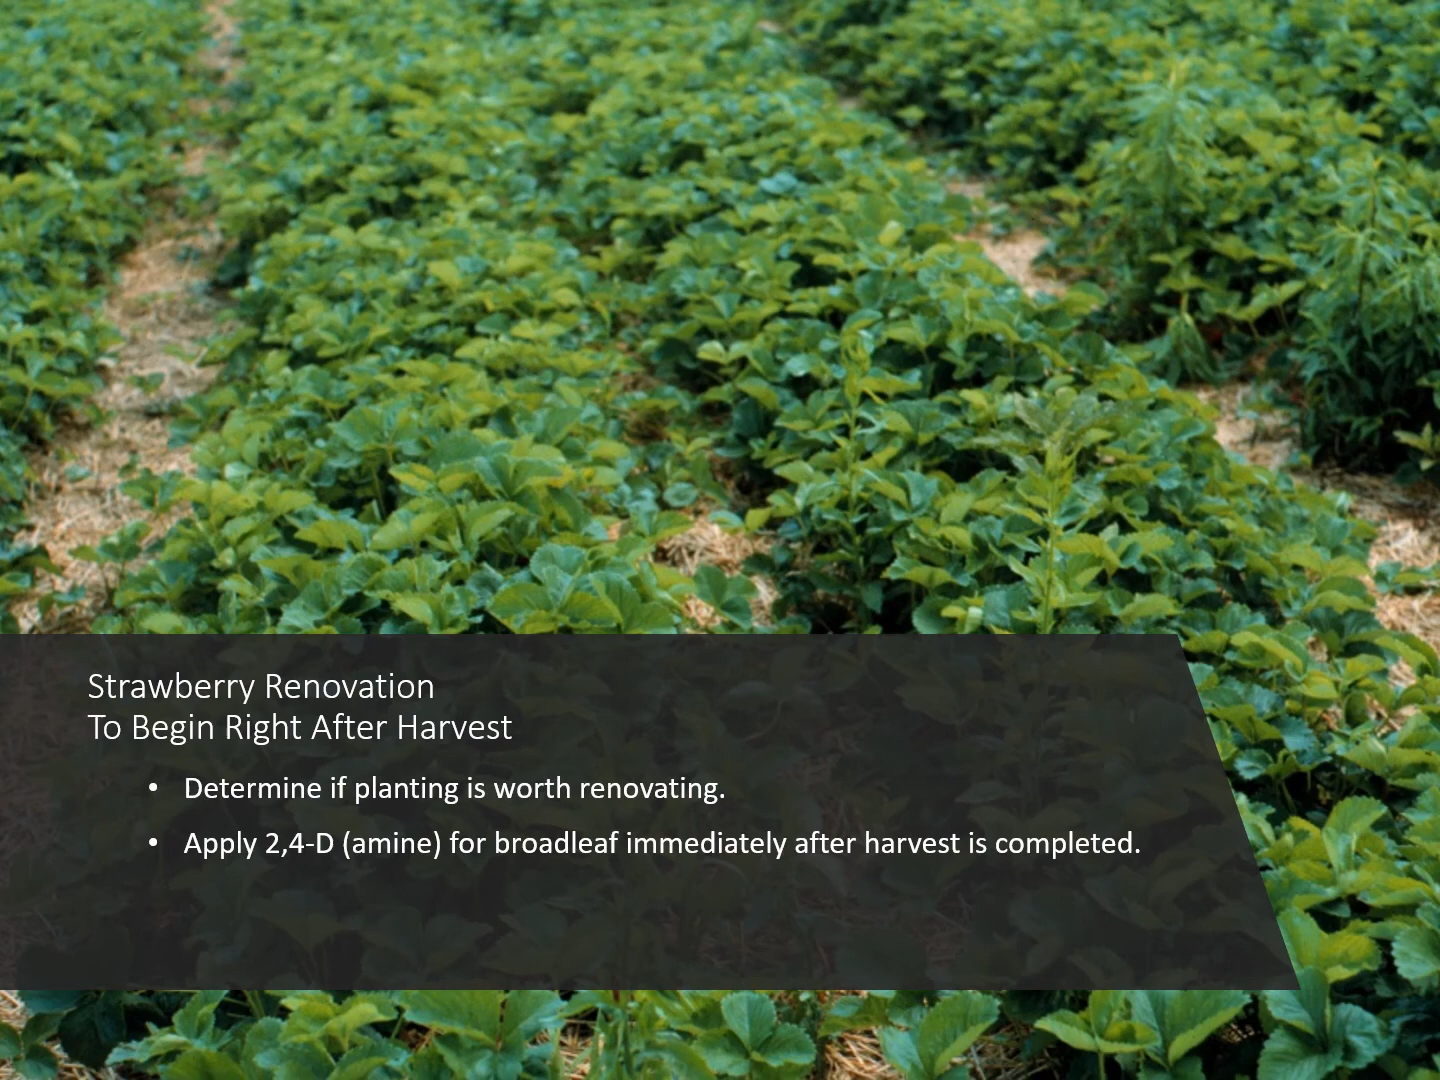 Strawberry Renovation
To Begin Right After Harvest
• Determine if planting is worth renovating.
• Apply 2,4-D (amine) for broadleaf immediately after harvest is completed.